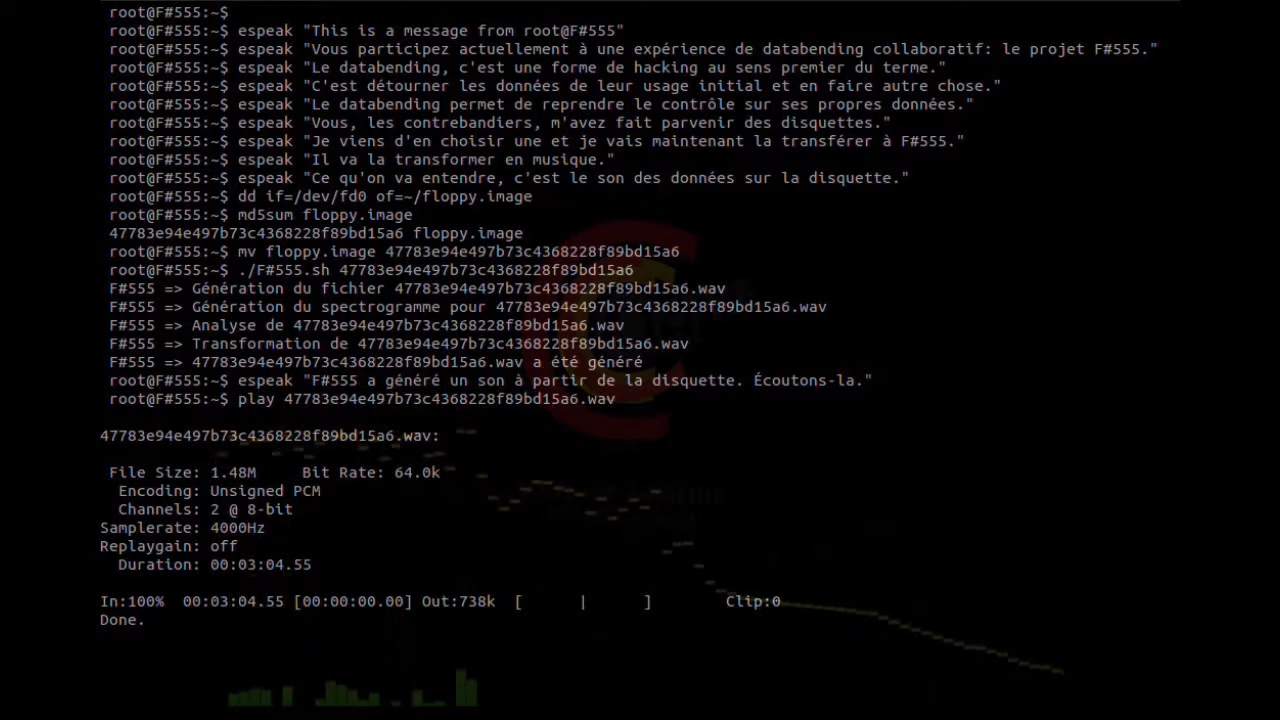 root@F#555:~$
root@F#555:~$ espeak "This is a message from root@F#555"
root@F#555:~$ espeak "Vous participez actuellement à une expérience de databending collaboratif: le projet F#555."
root@F#555:~$ espeak "Le databending, c'est une forme de hacking au sens premier du terme."
root@F#555:~$ espeak "C'est détourner les données de leur usage initial et en faire autre chose."
root@F#555:~$ espeak "Le databending permet de reprendre le contrôle sur ses propres données."
root@F#555:~$ espeak "Vous, les contrebandiers, m'avez fait parvenir des disquettes."
root@F#555:~$ espeak "Je viens d'en choisir une et je vais maintenant la transférer à F#555."
root@F#555:~$ espeak "Il va la transformer en musique."
root@F#555:~$ espeak "Ce qu'on va entendre, c'est le son des données sur la disquette."
root@F#555:~$ dd if=/dev/fd0 of=~/floppy.image
root@F#555:~$ md5sum floppy.image
47783e94e497b73c4368228f89bd15a6 floppy.image
root@F#555:~$ mv floppy.image 47783e94e497b73c4368228f89bd15a6
root@F#555:~$ ./F#555.sh 47783e94e497b73c4368228f89bd15a6
F#555 => Génération du fichier 47783e94e497b73c4368228f89bd15a6.wav
F#555 => Génération du spectrogramme pour 47783e94e497b73c4368228f89bd15a6.wav
F#555 => Analyse de 47783e94e497b73c4368228f89bd15a6.wav
F#555 => Transformation de 47783e94e497b73c4368228f89bd15a6.wav
F#555 => 47783e94e497b73c4368228f89bd15a6.wav a été généré
root@F#555:~$ espeak "F#555 a généré un son à partir de la disquette. Écoutons-la."
root@F#555:~$ play 47783e94e497b73c4368228f89bd15a6.wav
47783e94e497b73c4368228f89bd15a6.wav:
File Size: 1.48M     Bit Rate: 64.0k
Encoding: Unsigned PCM
Channels: 2 @ 8-bit
Samplerate: 4000Hz
Replaygain: off
Duration: 00:03:04.55
In:100%  00:03:04.55 [00:00:00.00] Out:738k  [      |      ]        Clip:0
Done.